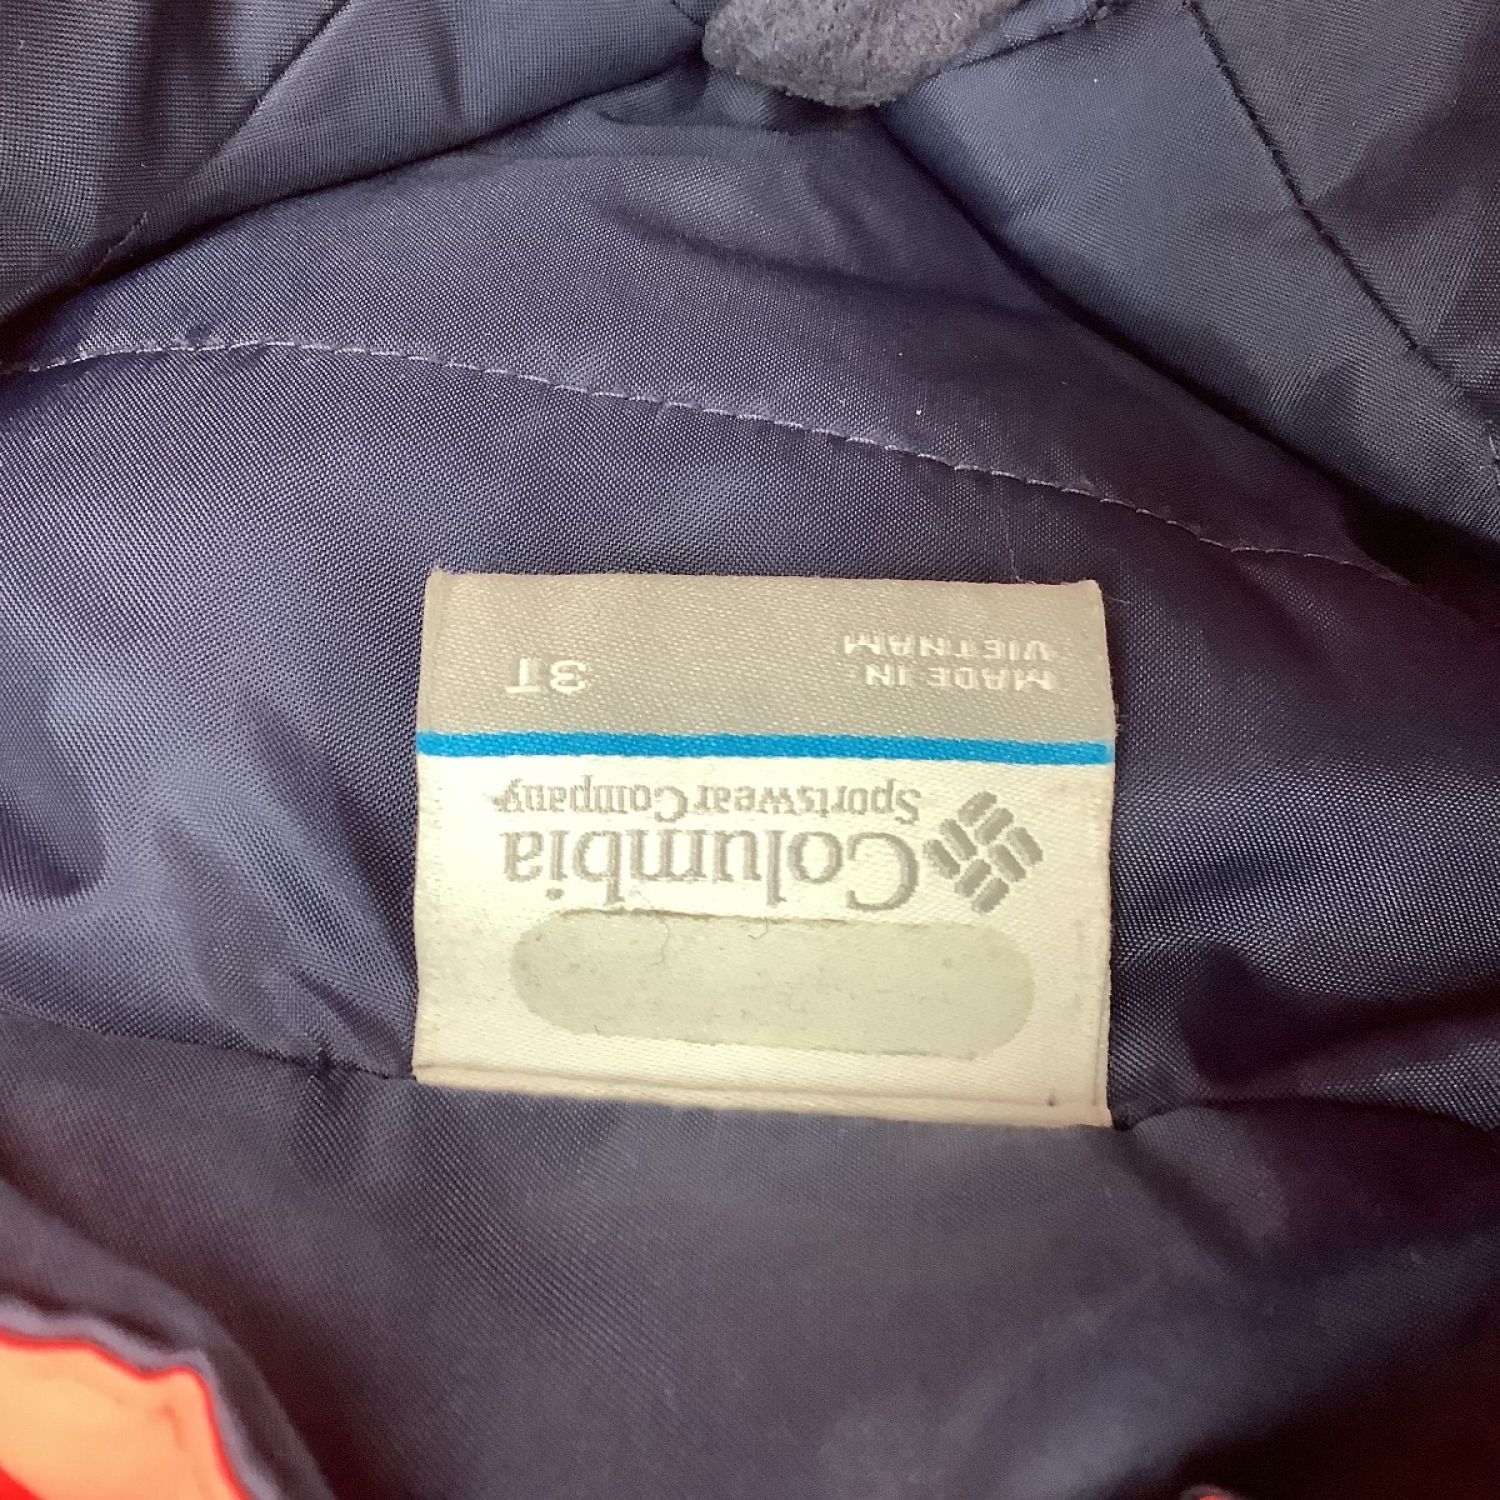 Columbia
Sportswear Company
3T
MADE IN
VIETNAM